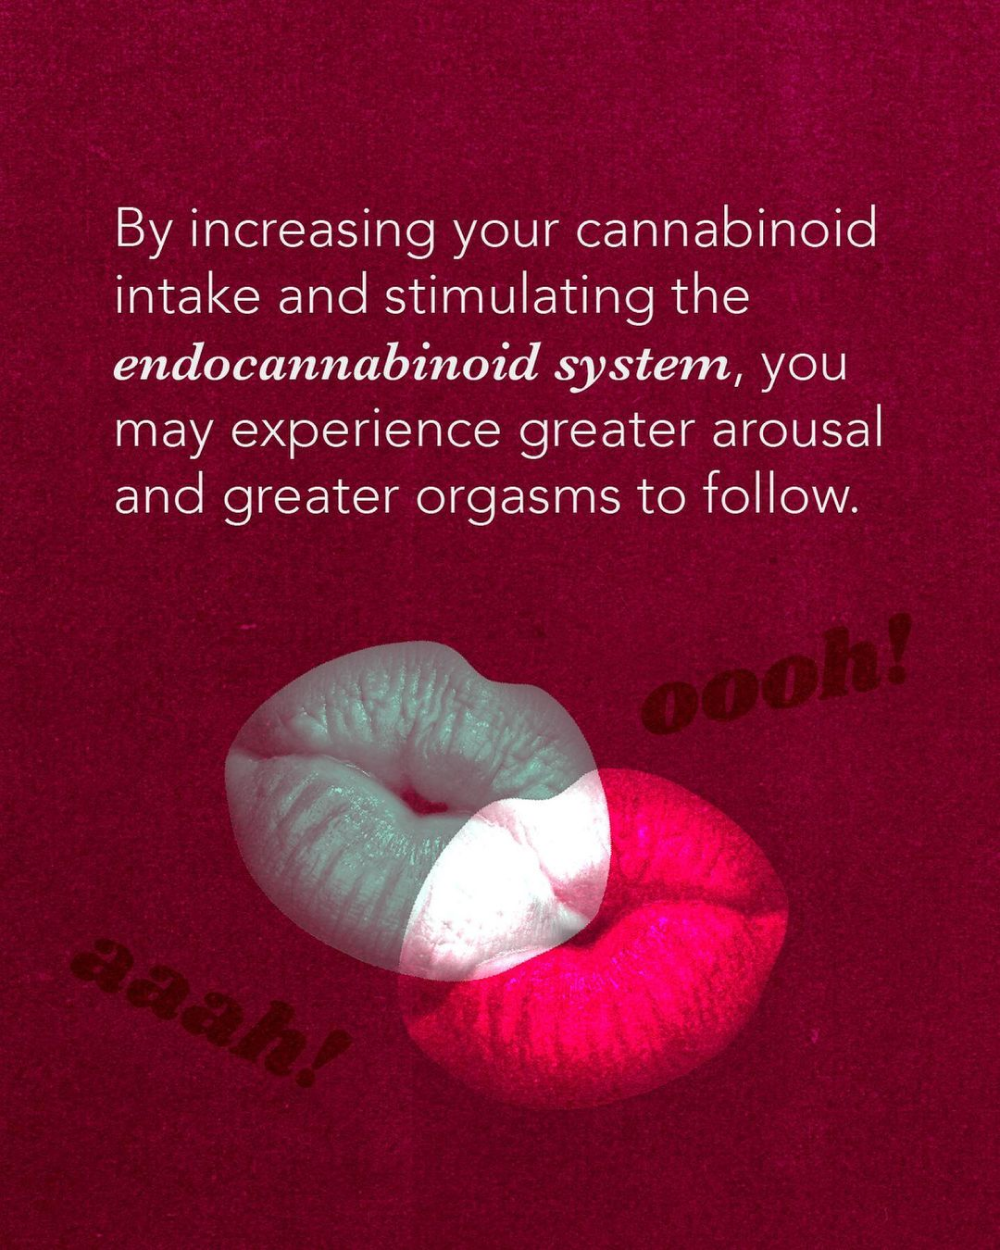 By increasing your cannabinoid
intake and stimulating the
endocannabinoid system, you
may experience greater arousal
and greater orgasms to follow.
oooh!
aaah!